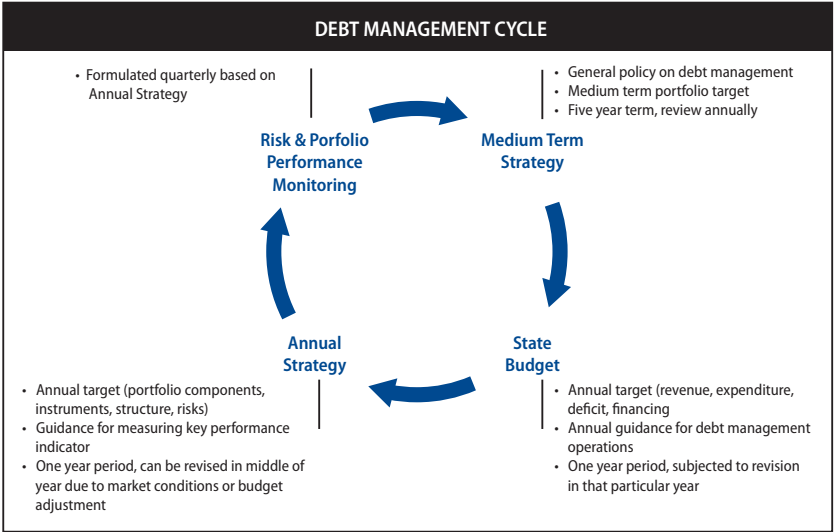 DEBT MANAGEMENT CYCLE
• Formulated quarterly based on
Annual Strategy
• General policy on debt management
• Medium term portfolio target
• Five year term, review annually
Risk & Porfolio
Performance
Monitoring
Medium Term
Strategy
Annual
Strategy
State
Budget
• Annual target (portfolio components,
instruments, structure, risks)
• Guidance for measuring key performance
indicator
• One year period, can be revised in middle of
year due to market conditions or budget
adjustment
• Annual target (revenue, expenditure,
deficit, financing
• Annual guidance for debt management
operations
• One year period, subjected to revision
in that particular year